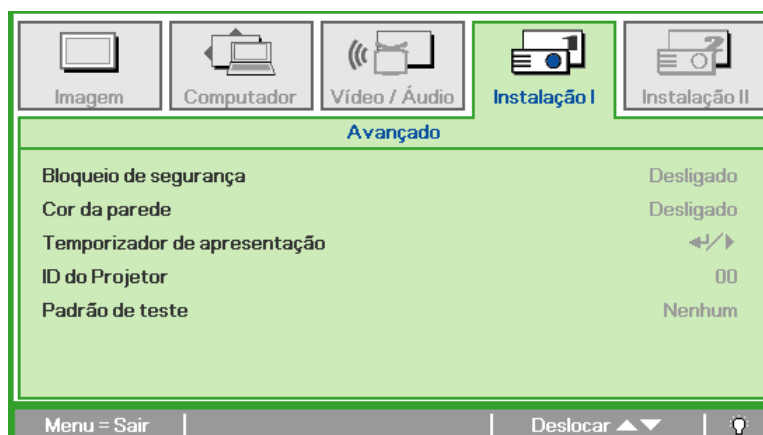 Imagem
Computador
Vídeo / Áudio
Instalação I
Instalação II
Avançado
Bloqueio de segurança Desligado
Cor da parede Desligado
Temporizador de apresentação
ID do Projetor 00
Padrão de teste Nenhum
Menu = Sair Deslocar ▲▼